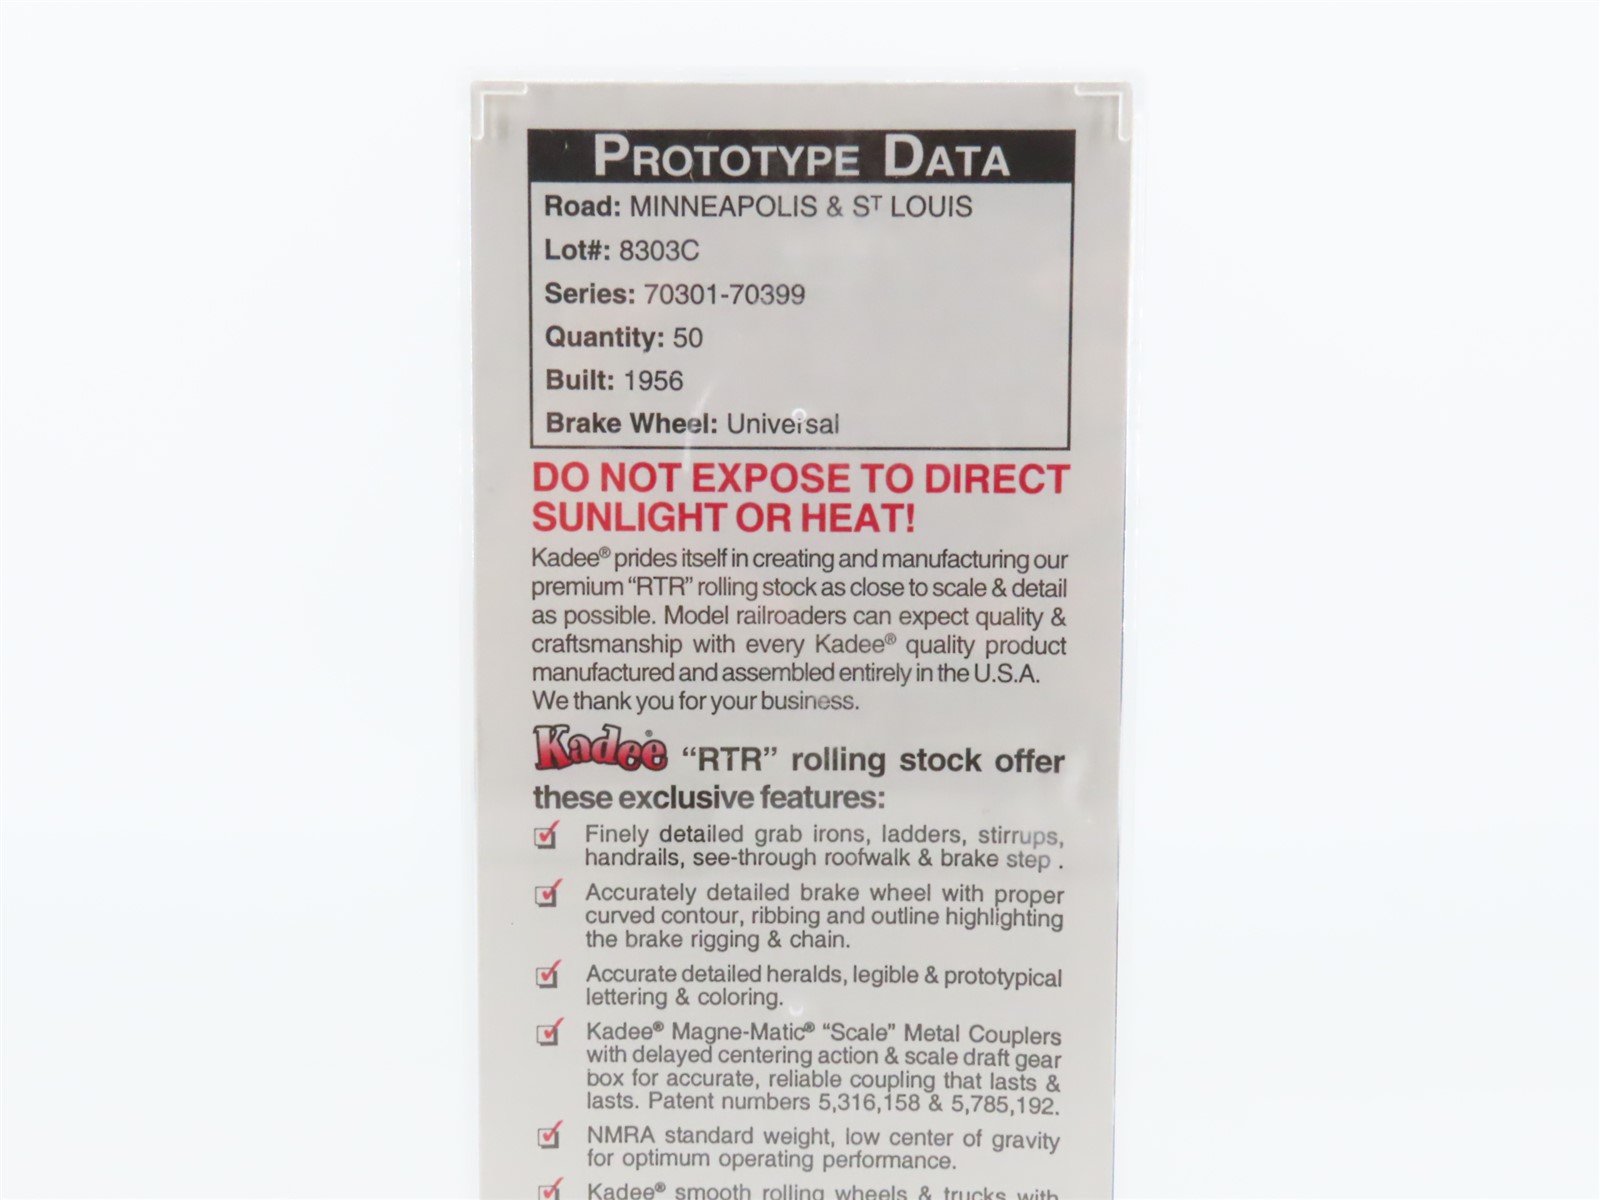 PROTOTYPE DATA
Road: MINNEAPOLIS & ST LOUIS
Lot#: 8303C
Series: 70301-70399
Quantity: 50
Built: 1956
Brake Wheel: Universal
DO NOT EXPOSE TO DIRECT
SUNLIGHT OR HEAT!
Kadee® prides itself in creating and manufacturing our
premium “RTR” rolling stock as close to scale & detail
as possible. Model railroaders can expect quality &
craftsmanship with every Kadee® quality product
manufactured and assembled entirely in the U.S.A.
We thank you for your business.
Kadee® “RTR” rolling stock offer
these exclusive features:
Finely detailed grab irons, ladders, stirrups,
handrails, see-through roofwalk & brake step .
Accurately detailed brake wheel with proper
curved contour, ribbing and outline highlighting
the brake rigging & chain.
Accurate detailed heralds, legible & prototypical
lettering & coloring.
Kadee® Magne-Matic® “Scale” Metal Couplers
with delayed centering action & scale draft gear
box for accurate, reliable coupling that lasts &
lasts. Patent numbers 5,316,158 & 5,785,192.
NMRA standard weight, low center of gravity
for optimum operating performance.
Kadee® smooth rolling wheels & trucks with